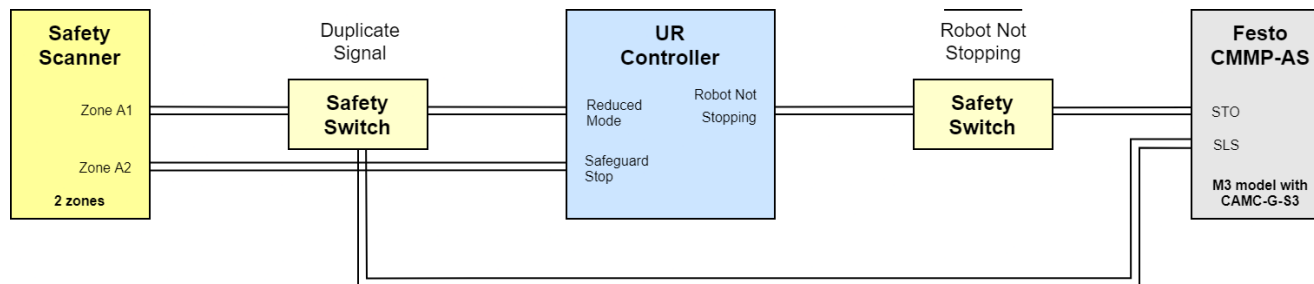 Safety
Scanner
Zone A1
Zone A2
2 zones
Duplicate
Signal
Safety
Switch
UR
Controller
Reduced
Mode
Robot Not
Stopping
Safeguard
Stop
Robot Not
Stopping
Safety
Switch
Festo
CMMP-AS
STO
SLS
M3 model with
CAMC-G-S3